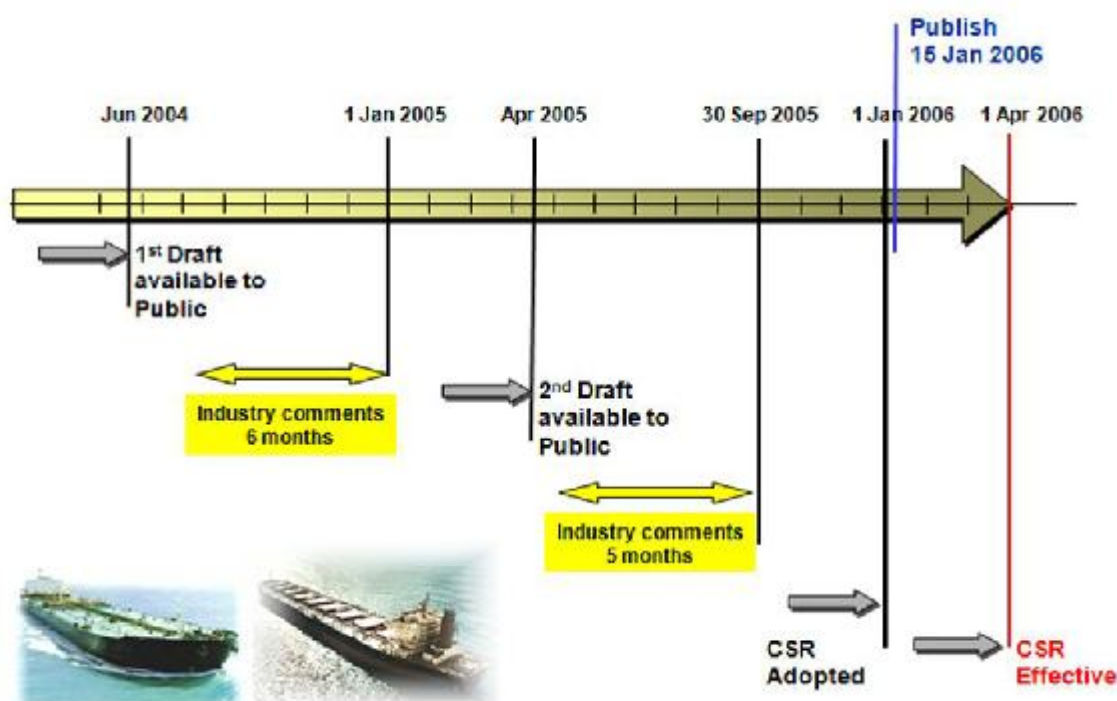 Publish
15 Jan 2006
Jun 2004
1 Jan 2005
Apr 2005
30 Sep 2005
1 Jan 2006
1 Apr 2006
1st Draft
available to
Public
Industry comments
6 months
2nd Draft
available to
Public
Industry comments
5 months
CSR
Adopted
CSR
Effective